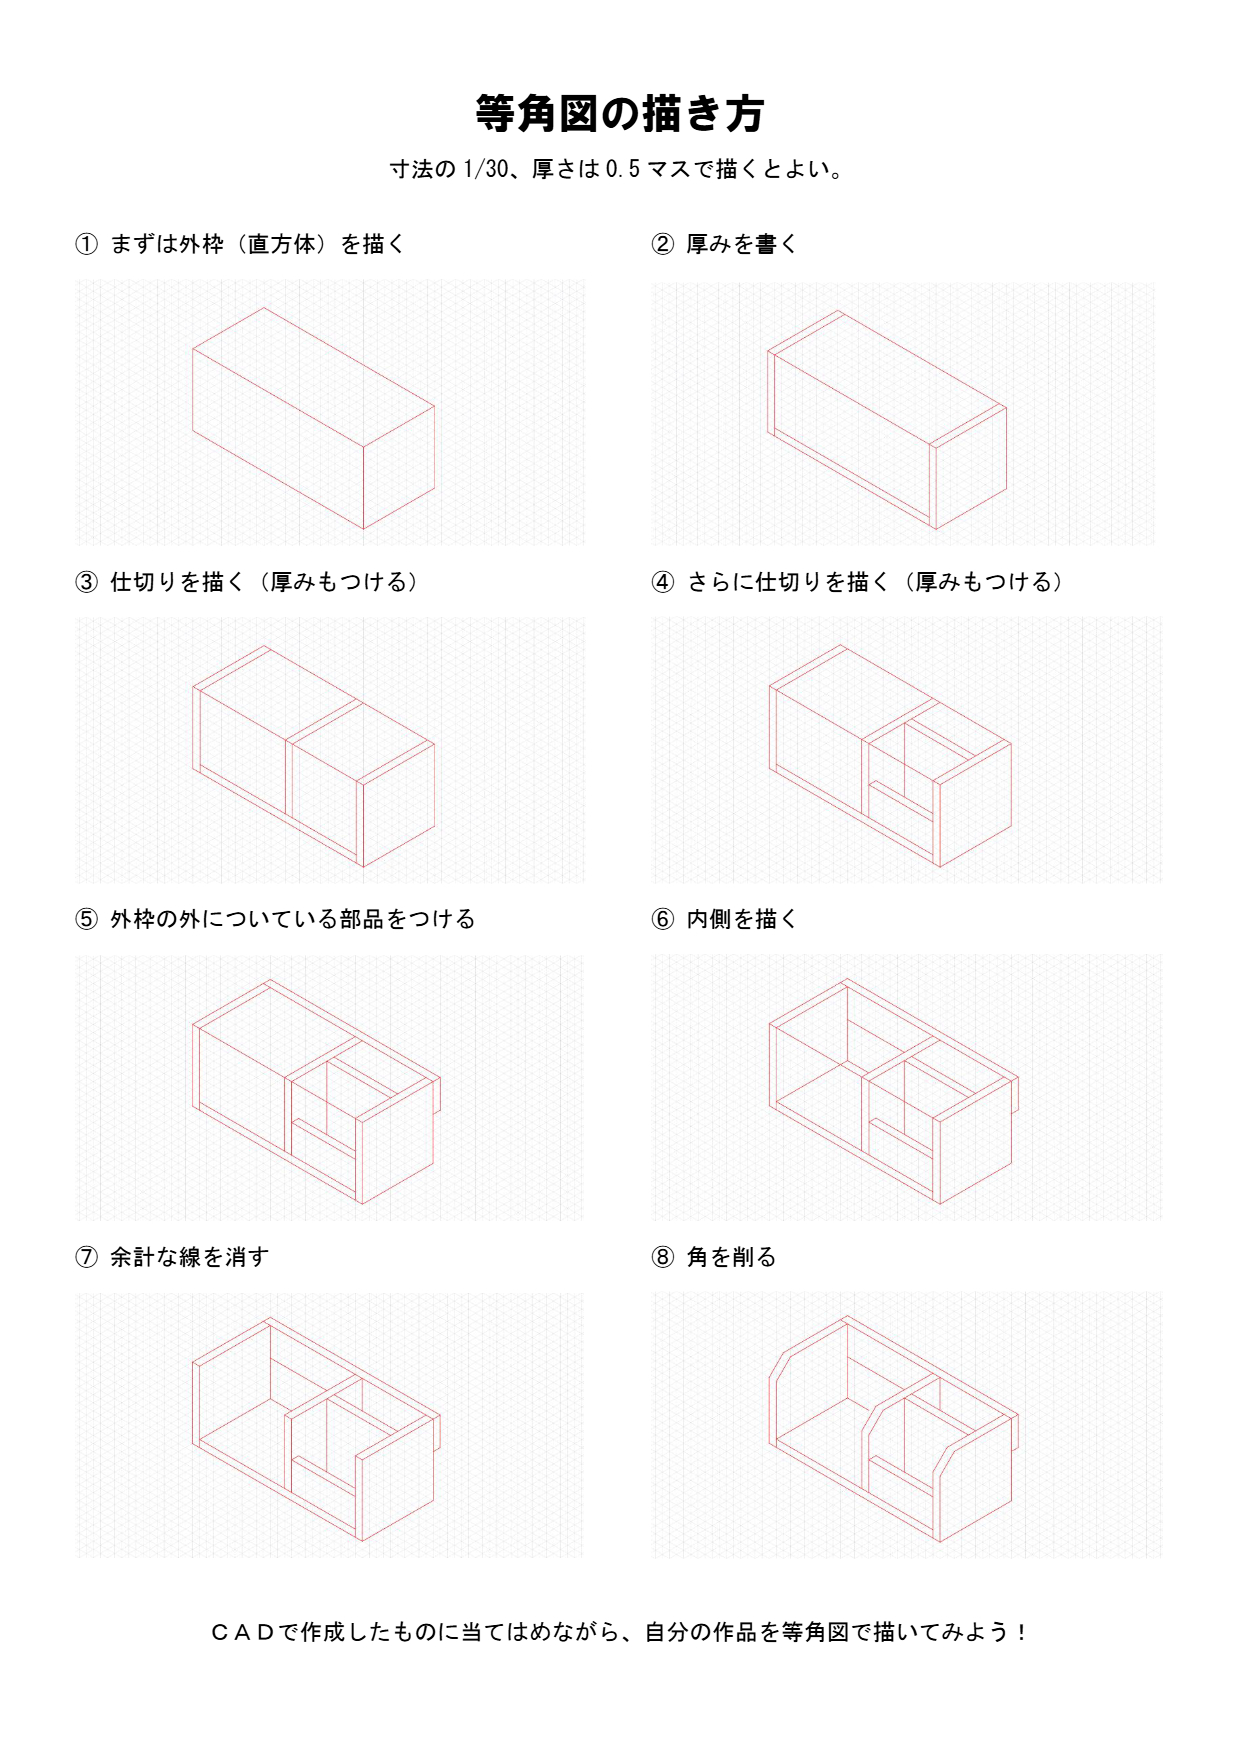 等角図の描き方
寸法の 1/30、厚さは 0.5 マスで描くとよい。
① まずは外枠（直方体）を描く
② 厚みを書く
③ 仕切りを描く（厚みもつける）
④ さらに仕切りを描く（厚みもつける）
⑤ 外枠の外についている部品をつける
⑥ 内側を描く
⑦ 余計な線を消す
⑧ 角を削る
ＣＡＤで作成したものに当てはめながら、自分の作品を等角図で描いてみよう！